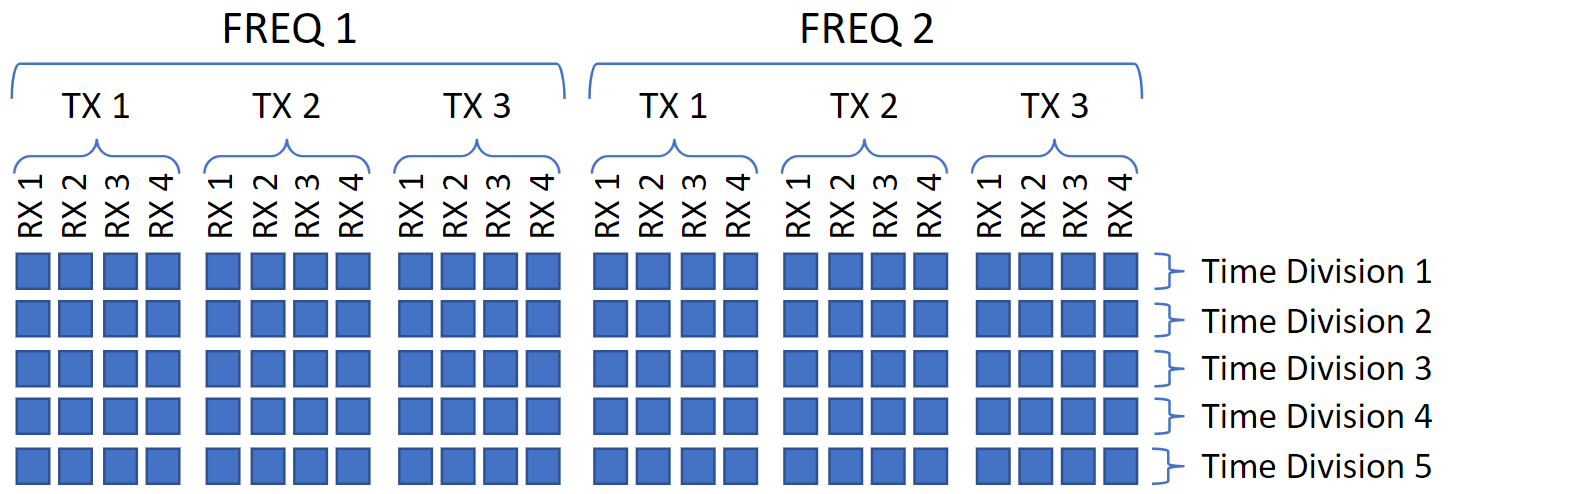 FREQ 1 FREQ 2
TX 1 TX 2 TX 3 TX 1 TX 2 TX 3
RX 1 RX 2 RX 3 RX 4 RX 1 RX 2 RX 3 RX 4 RX 1 RX 2 RX 3 RX 4 RX 1 RX 2 RX 3 RX 4 RX 1 RX 2 RX 3 RX 4 RX 1 RX 2 RX 3 RX 4
Time Division 1
Time Division 2
Time Division 3
Time Division 4
Time Division 5